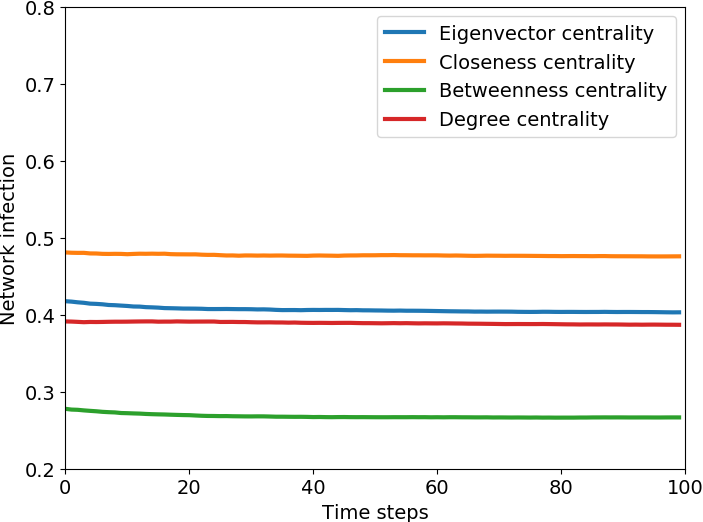 0.8
0.7
0.6
0.5
0.4
0.3
0.2
Network infection
Eigenvector centrality
Closeness centrality
Betweenness centrality
Degree centrality
0 20 40 60 80 100
Time steps